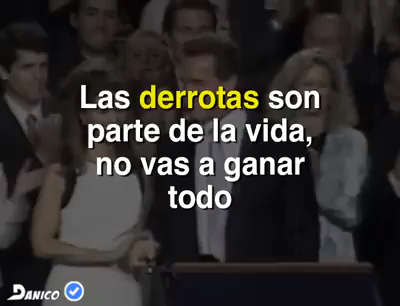 Las derrotas son
parte de la vida,
no vas a ganar
todo
DANICO